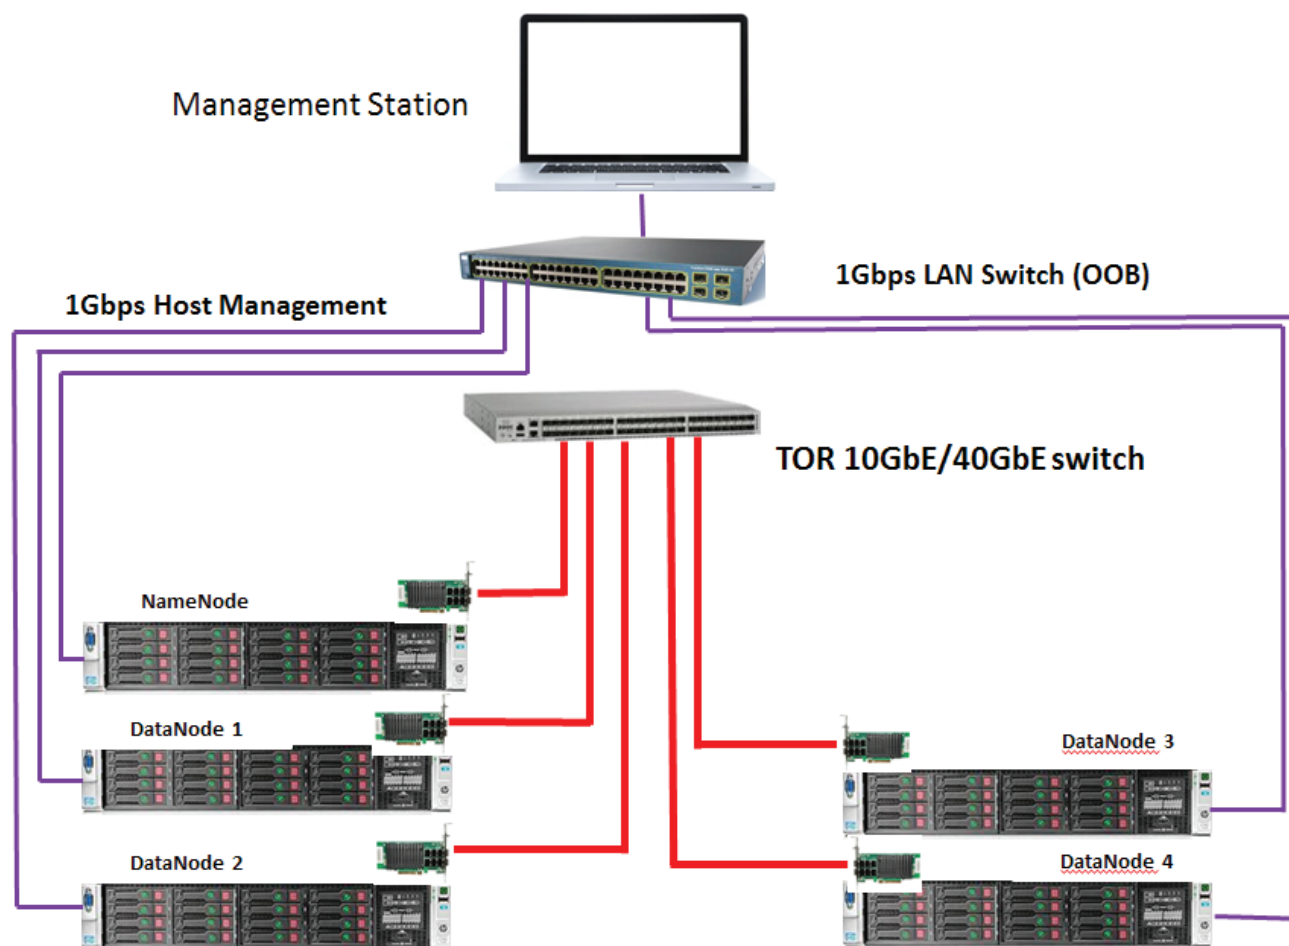 Management Station
1Gbps LAN Switch (OOB)
1Gbps Host Management
TOR 10GbE/40GbE switch
NameNode
DataNode 1
DataNode 3
DataNode 2
DataNode 4